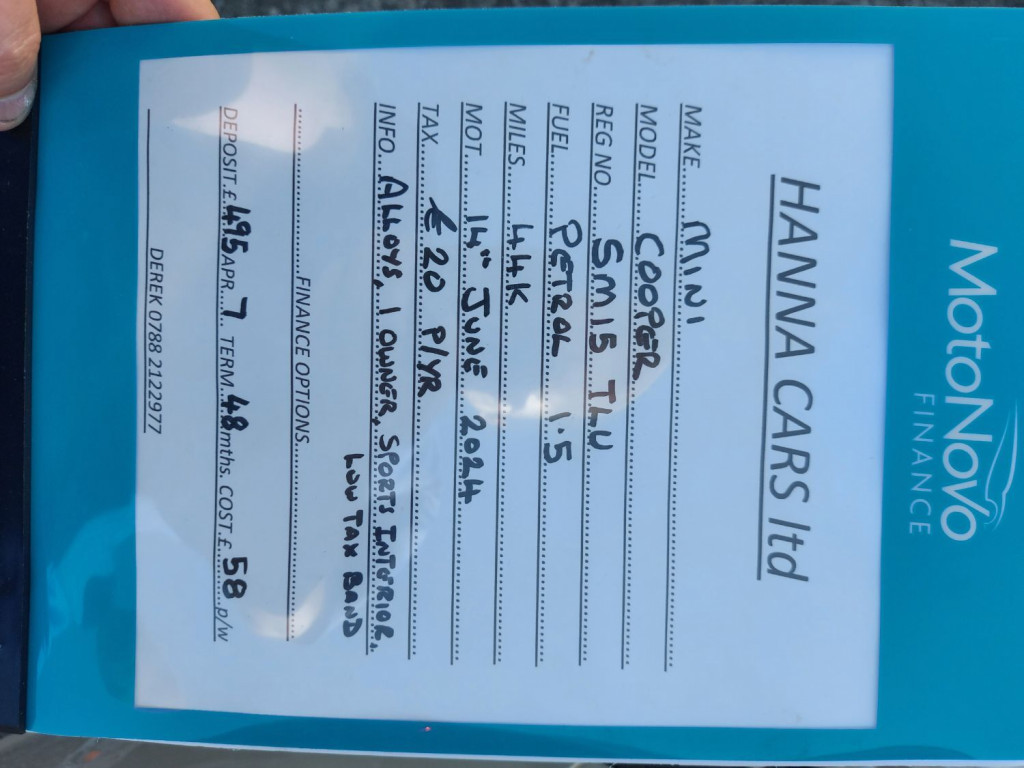 MotoNovo
FINANCE
HANNA CARS ltd
MAKE....MINI
MODEL....COOPER
REG NO....SM15 TLU
FUEL....PETROL 1.5
MILES....44K
MOT....14th JUNE 2024
TAX....£20 P/YR
INFO...ALLOYS, 1 OWNER, SPORTS INTERIOR,
LOW TAX BAND
FINANCE OPTIONS
DEPOSIT.£495 APR...7 TERM.48mths. COST.£58 p/w
DEREK 0788 2122977